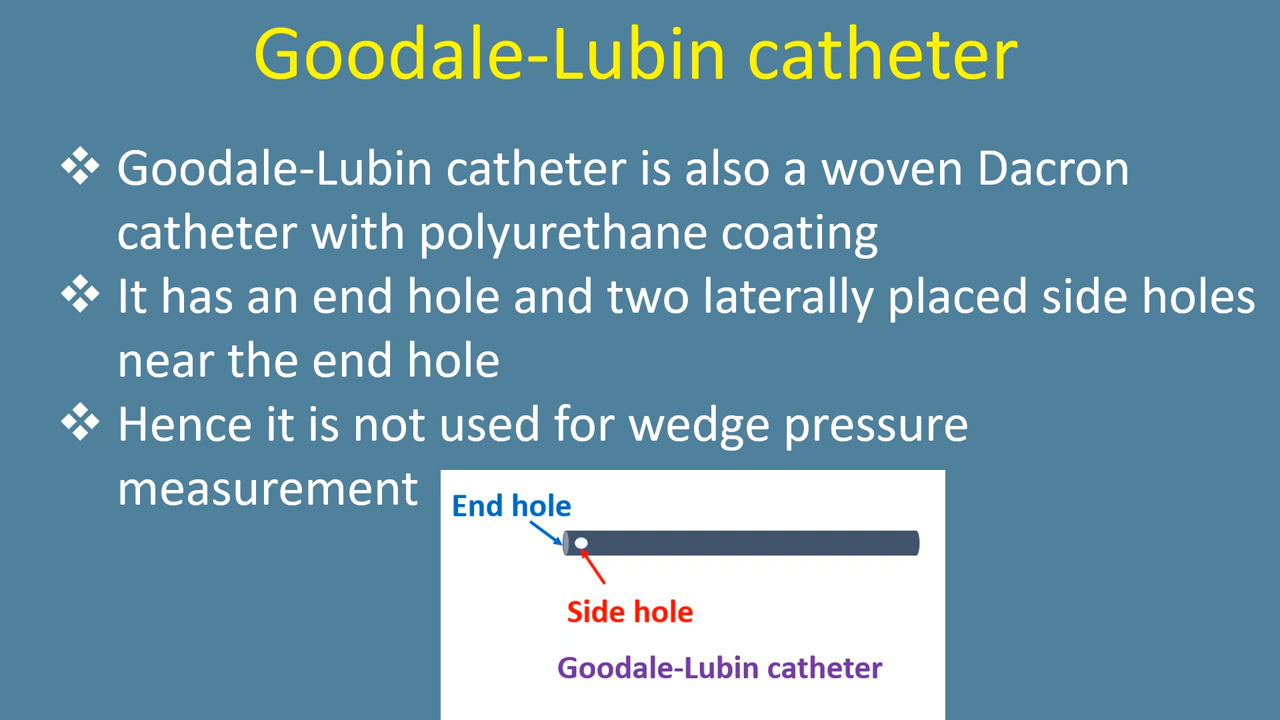 Goodale-Lubin catheter
❖ Goodale-Lubin catheter is also a woven Dacron
catheter with polyurethane coating
❖ It has an end hole and two laterally placed side holes
near the end hole
❖ Hence it is not used for wedge pressure
measurement
End hole
Side hole
Goodale-Lubin catheter